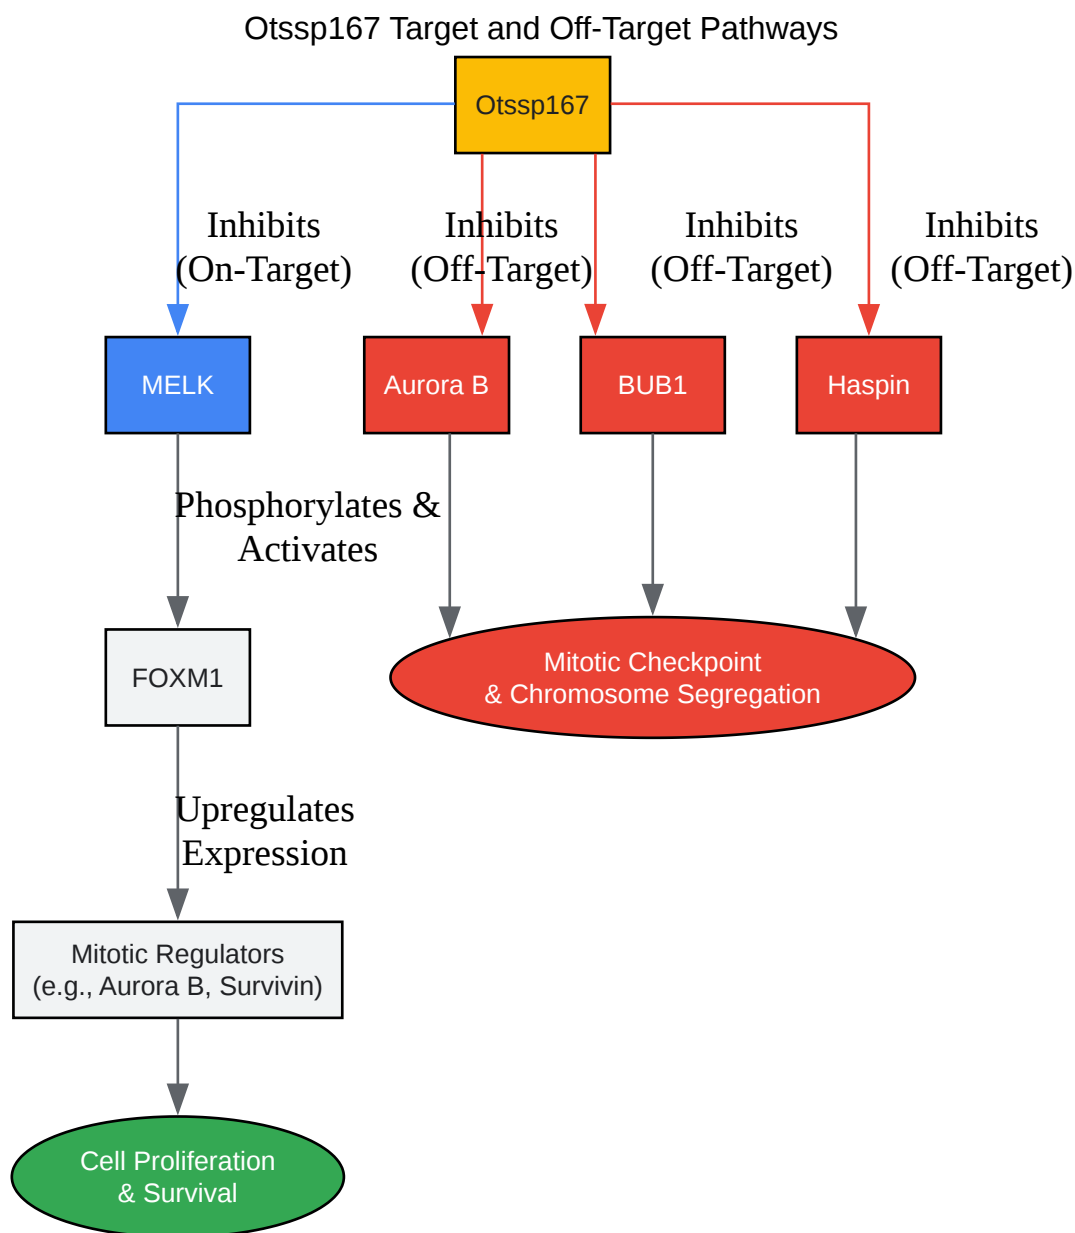 Otssp167 Target and Off-Target Pathways
Otssp167
Inhibits
(On-Target)
Inhibits
(Off-Target)
Inhibits
(Off-Target)
Inhibits
(Off-Target)
MELK
Aurora B
BUB1
Haspin
Phosphorylates &
Activates
FOXM1
Mitotic Checkpoint
& Chromosome Segregation
Upregulates
Expression
Mitotic Regulators
(e.g., Aurora B, Survivin)
Cell Proliferation
& Survival